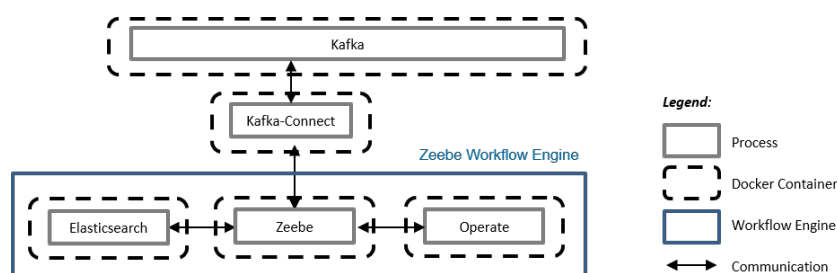 Kafka
Kafka-Connect
Zeebe Workflow Engine
Elasticsearch
Zeebe
Operate
Legend:
Process
Docker Container
Workflow Engine
Communication